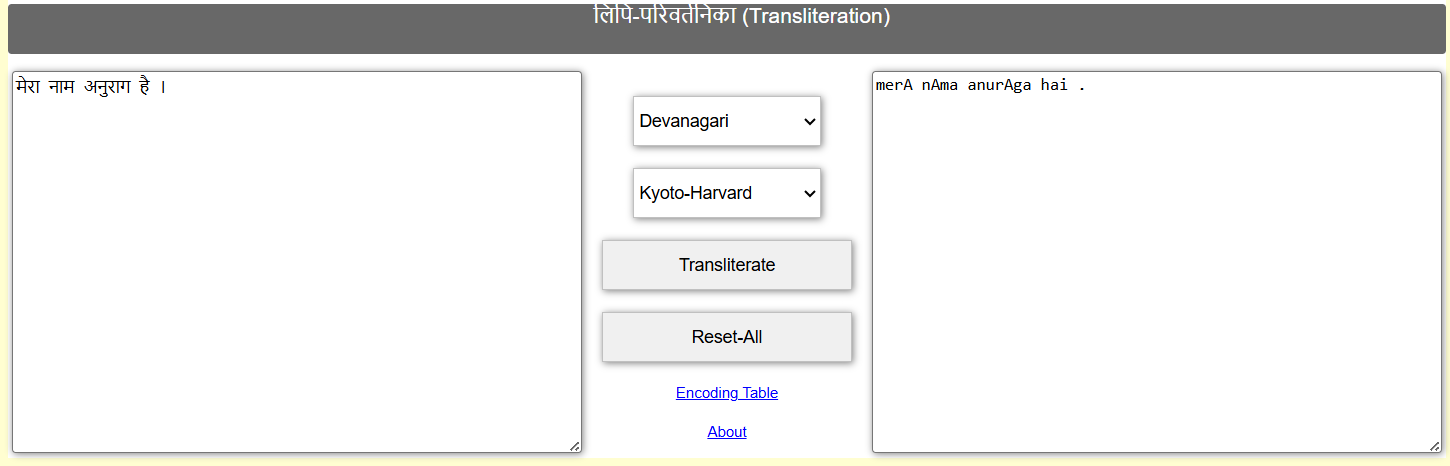 लिपि-परिवर्तनिका (Transliteration)
मेरा नाम अनुराग है ।
Devanagari
Kyoto-Harvard
Transliterate
Reset-All
Encoding Table
About
merA nAma anurAga hai .